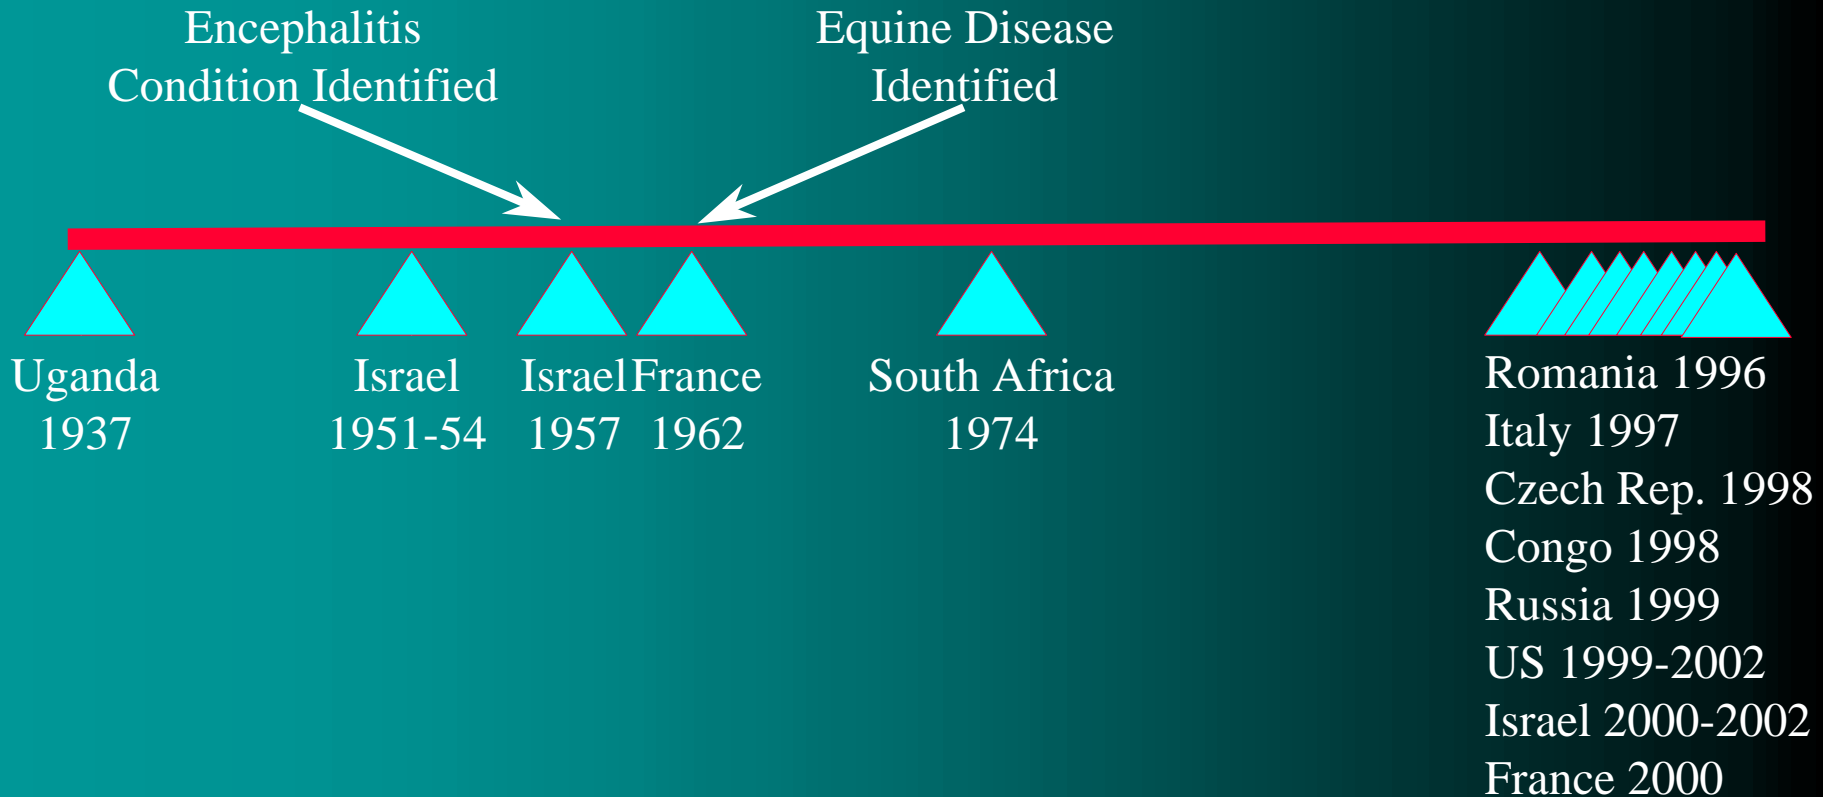 Encephalitis
Condition Identified
Equine Disease
Identified
Uganda
1937
Israel
1951-54
Israel
1957
France
1962
South Africa
1974
Romania 1996
Italy 1997
Czech Rep. 1998
Congo 1998
Russia 1999
US 1999-2002
Israel 2000-2002
France 2000